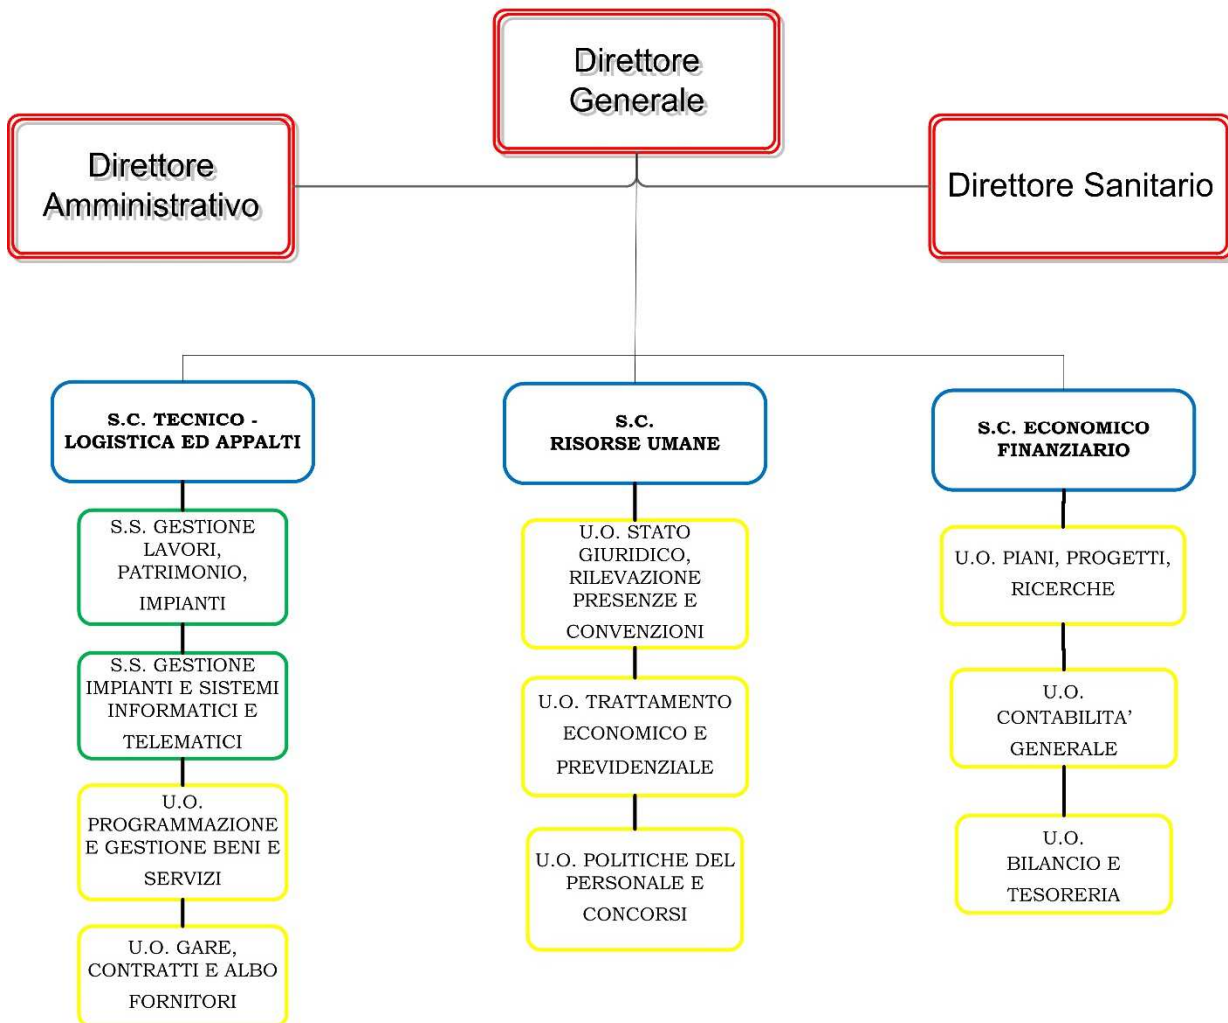 Direttore
Generale
Direttore
Amministrativo
Direttore Sanitario
S.C. TECNICO -
LOGISTICA ED APPALTI
S.S. GESTIONE
LAVORI,
PATRIMONIO,
IMPIANTI
S.S. GESTIONE
IMPIANTI E SISTEMI
INFORMATICI E
TELEMATICI
U.O.
PROGRAMMAZIONE
E GESTIONE BENI E
SERVIZI
U.O. GARE,
CONTRATTI E ALBO
FORNITORI
S.C.
RISORSE UMANE
U.O. STATO
GIURIDICO,
RILEVAZIONE
PRESENZE E
CONVENZIONI
U.O. TRATTAMENTO
ECONOMICO E
PREVIDENZIALE
U.O. POLITICHE DEL
PERSONALE E
CONCORSI
S.C. ECONOMICO
FINANZIARIO
U.O. PIANI, PROGETTI,
RICERCHE
U.O.
CONTABILITA’
GENERALE
U.O.
BILANCIO E
TESORERIA